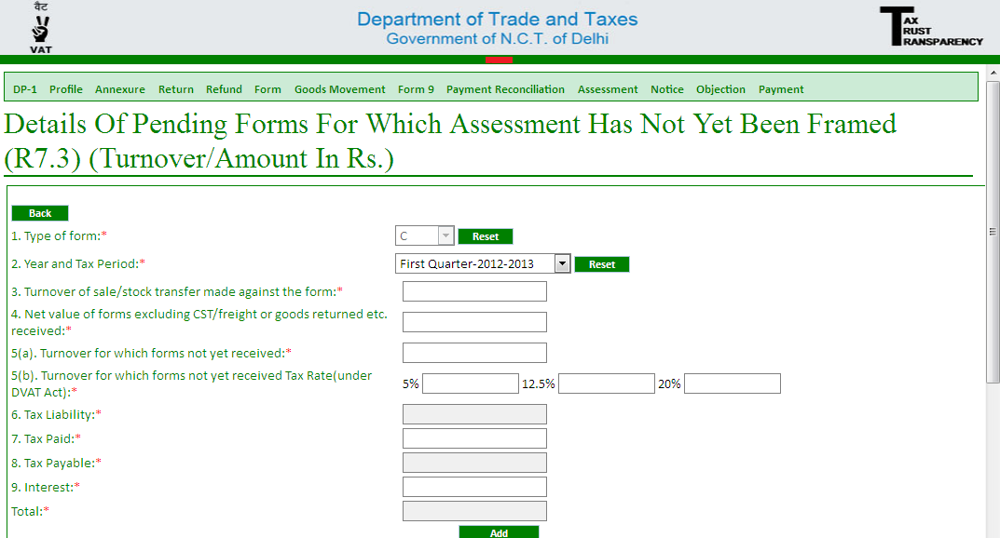 वैट
VAT
Department of Trade and Taxes
Government of N.C.T. of Delhi
TAX
TRUST
TRANSPARENCY
DP-1 Profile Annexure Return Refund Form Goods Movement Form 9 Payment Reconciliation Assessment Notice Objection Payment
Details Of Pending Forms For Which Assessment Has Not Yet Been Framed
(R7.3) (Turnover/Amount In Rs.)
Back
1. Type of form:* C Reset
2. Year and Tax Period:* First Quarter-2012-2013 Reset
3. Turnover of sale/stock transfer made against the form:*
4. Net value of forms excluding CST/freight or goods returned etc.
received:*
5(a). Turnover for which forms not yet received:*
5(b). Turnover for which forms not yet received Tax Rate(under
DVAT Act):* 5% 12.5% 20%
6. Tax Liability:*
7. Tax Paid:*
8. Tax Payable:*
9. Interest:*
Total:*
Add